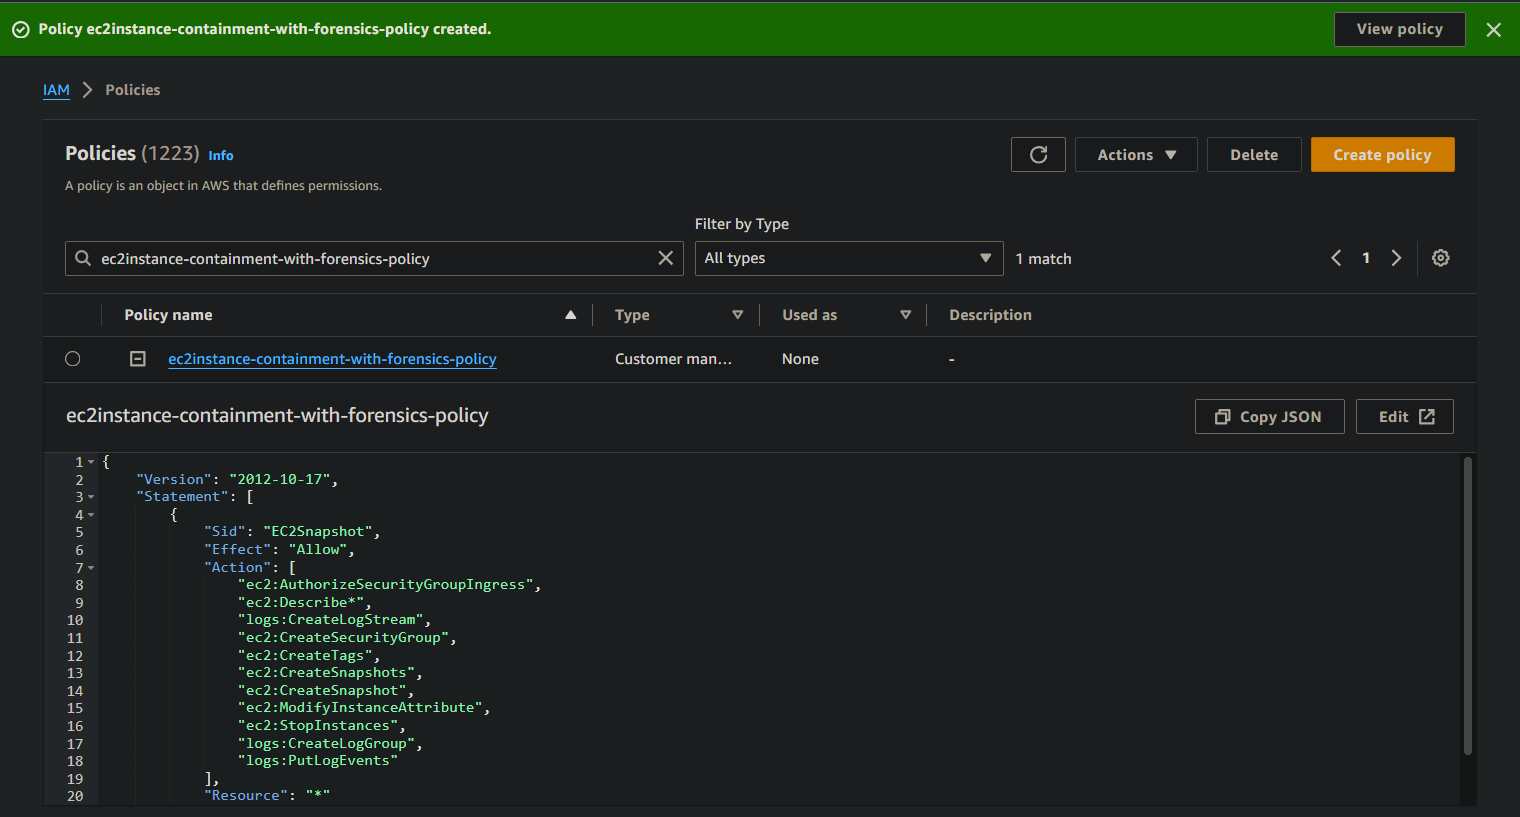 Policy ec2instance-containment-with-forensics-policy created.
View policy
IAM
Policies
Policies (1223) Info
Actions
Delete
Create policy
A policy is an object in AWS that defines permissions.
Filter by Type
ec2instance-containment-with-forensics-policy
All types
1 match
1
Policy name
Type
Used as
Description
ec2instance-containment-with-forensics-policy
Customer man...
None
-
ec2instance-containment-with-forensics-policy
Copy JSON
Edit
1 {
2 "Version": "2012-10-17",
3 "Statement": [
4 {
5 "Sid": "EC2Snapshot",
6 "Effect": "Allow",
7 "Action": [
8 "ec2:AuthorizeSecurityGroupIngress",
9 "ec2:Describe*",
10 "logs:CreateLogStream",
11 "ec2:CreateSecurityGroup",
12 "ec2:CreateTags",
13 "ec2:CreateSnapshots",
14 "ec2:CreateSnapshot",
15 "ec2:ModifyInstanceAttribute",
16 "ec2:StopInstances",
17 "logs:CreateLogGroup",
18 "logs:PutLogEvents"
19 ],
20 "Resource": "*"